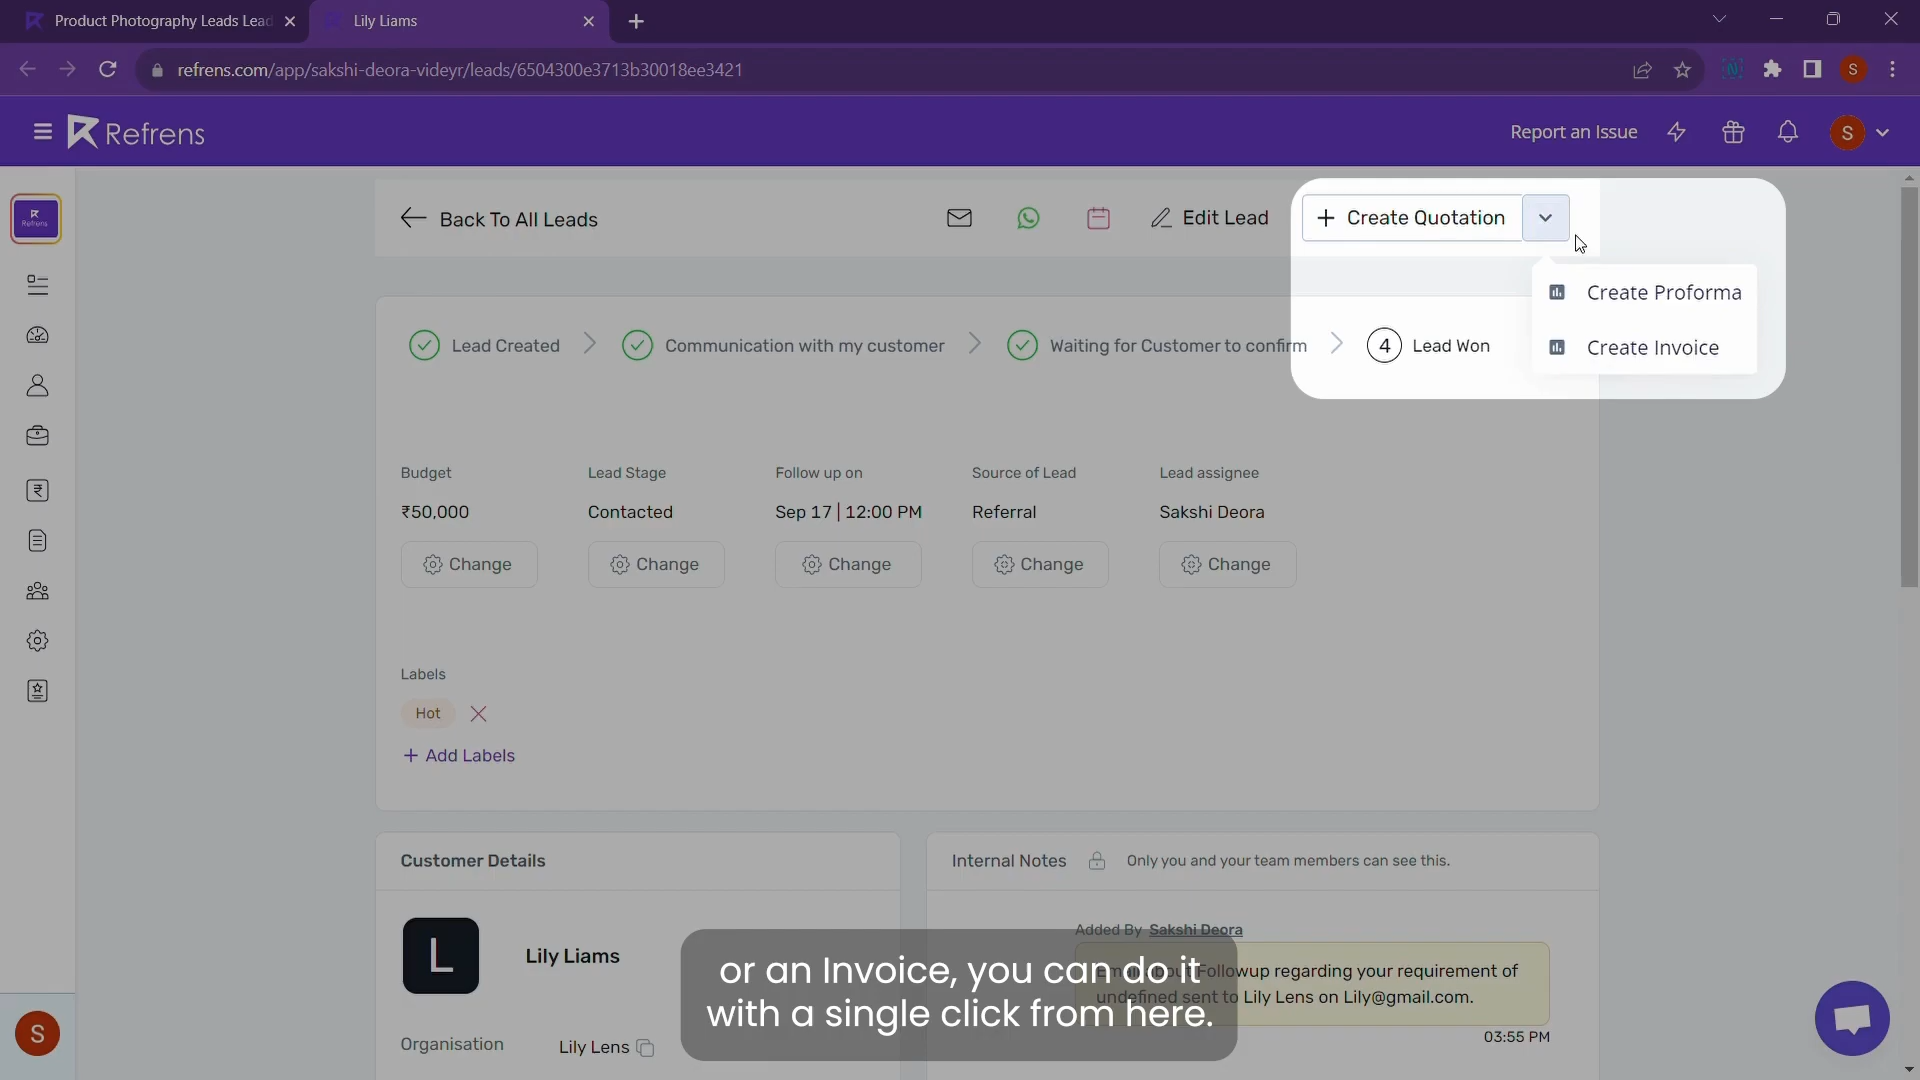 Product Photography Leads Lead
Lily Liams
refrens.com/app/sakshi-deora-videyr/leads/6504300e3713b30018ee3421
S
Refrens
Report an Issue
S
Refrens
Back To All Leads
Edit Lead
+ Create Quotation
Create Proforma
Create Invoice
Lead Created
Communication with my customer
Waiting for Customer to confirm
4 Lead Won
Budget
Lead Stage
Follow up on
Source of Lead
Lead assignee
₹50,000
Contacted
Sep 17 | 12:00 PM
Referral
Sakshi Deora
Change
Change
Change
Change
Change
Labels
Hot
+ Add Labels
Customer Details
Internal Notes
Only you and your team members can see this.
L
Lily Liams
Added By Sakshi Deora
Email about Followup regarding your requirement of
undefined sent to Lily Lens on Lily@gmail.com.
03:55 PM
or an Invoice, you can do it
with a single click from here.
Organisation
Lily Lens
S